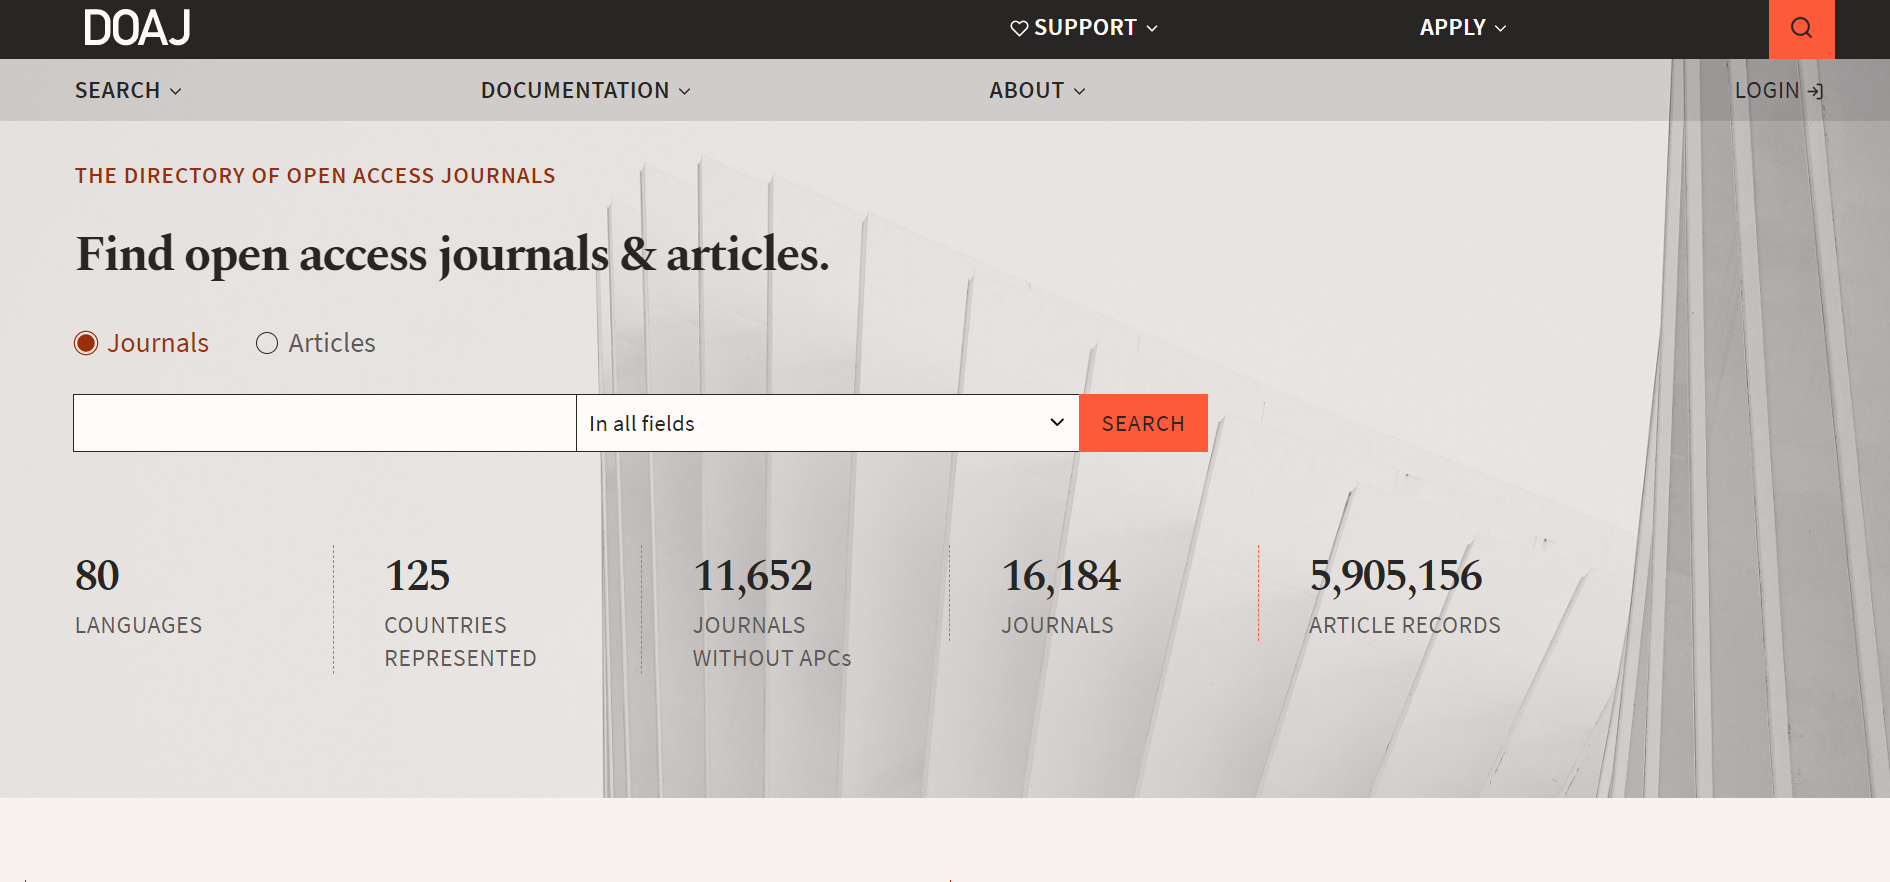 DOAJ
SUPPORT
APPLY
SEARCH
DOCUMENTATION
ABOUT
LOGIN
THE DIRECTORY OF OPEN ACCESS JOURNALS
Find open access journals & articles.
Journals
Articles
In all fields
SEARCH
80
LANGUAGES
125
COUNTRIES
REPRESENTED
11,652
JOURNALS
WITHOUT APCs
16,184
JOURNALS
5,905,156
ARTICLE RECORDS